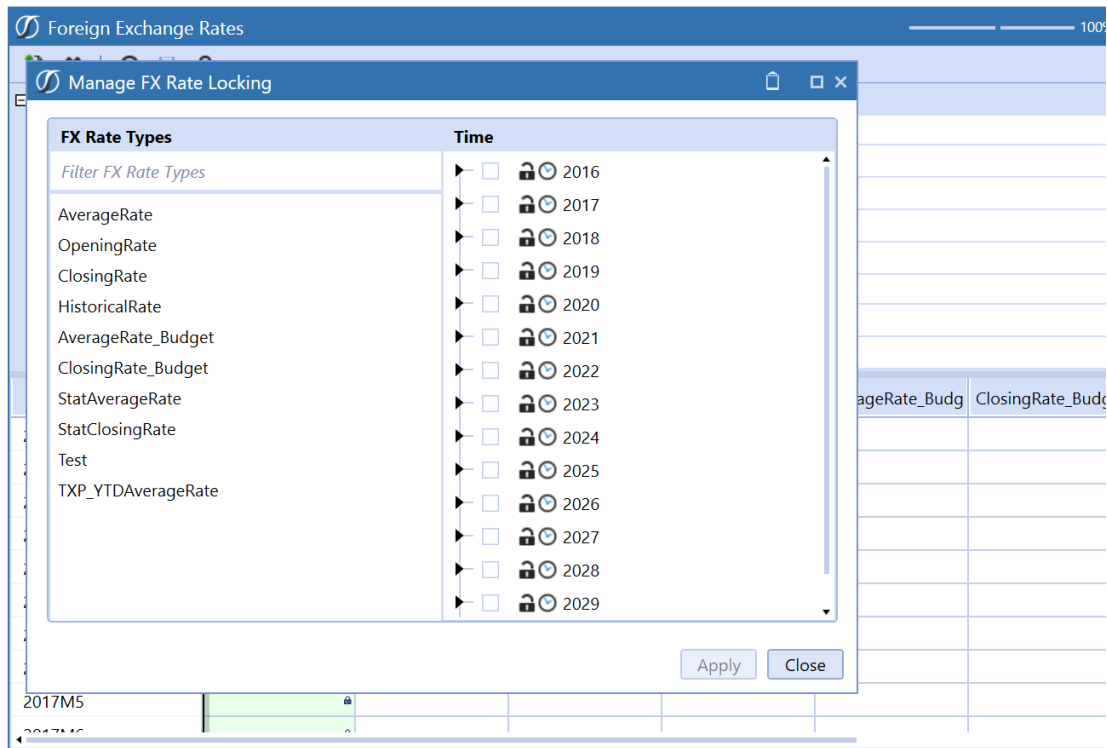 Foreign Exchange Rates
100%
Manage FX Rate Locking
FX Rate Types
Time
Filter FX Rate Types
AverageRate
OpeningRate
ClosingRate
HistoricalRate
AverageRate_Budget
ClosingRate_Budget
StatAverageRate
StatClosingRate
Test
TXP_YTDAverageRate
2016
2017
2018
2019
2020
2021
2022
2023
2024
2025
2026
2027
2028
2029
ageRate_Budg
ClosingRate_Budg
Apply
Close
2017M5
2017M6